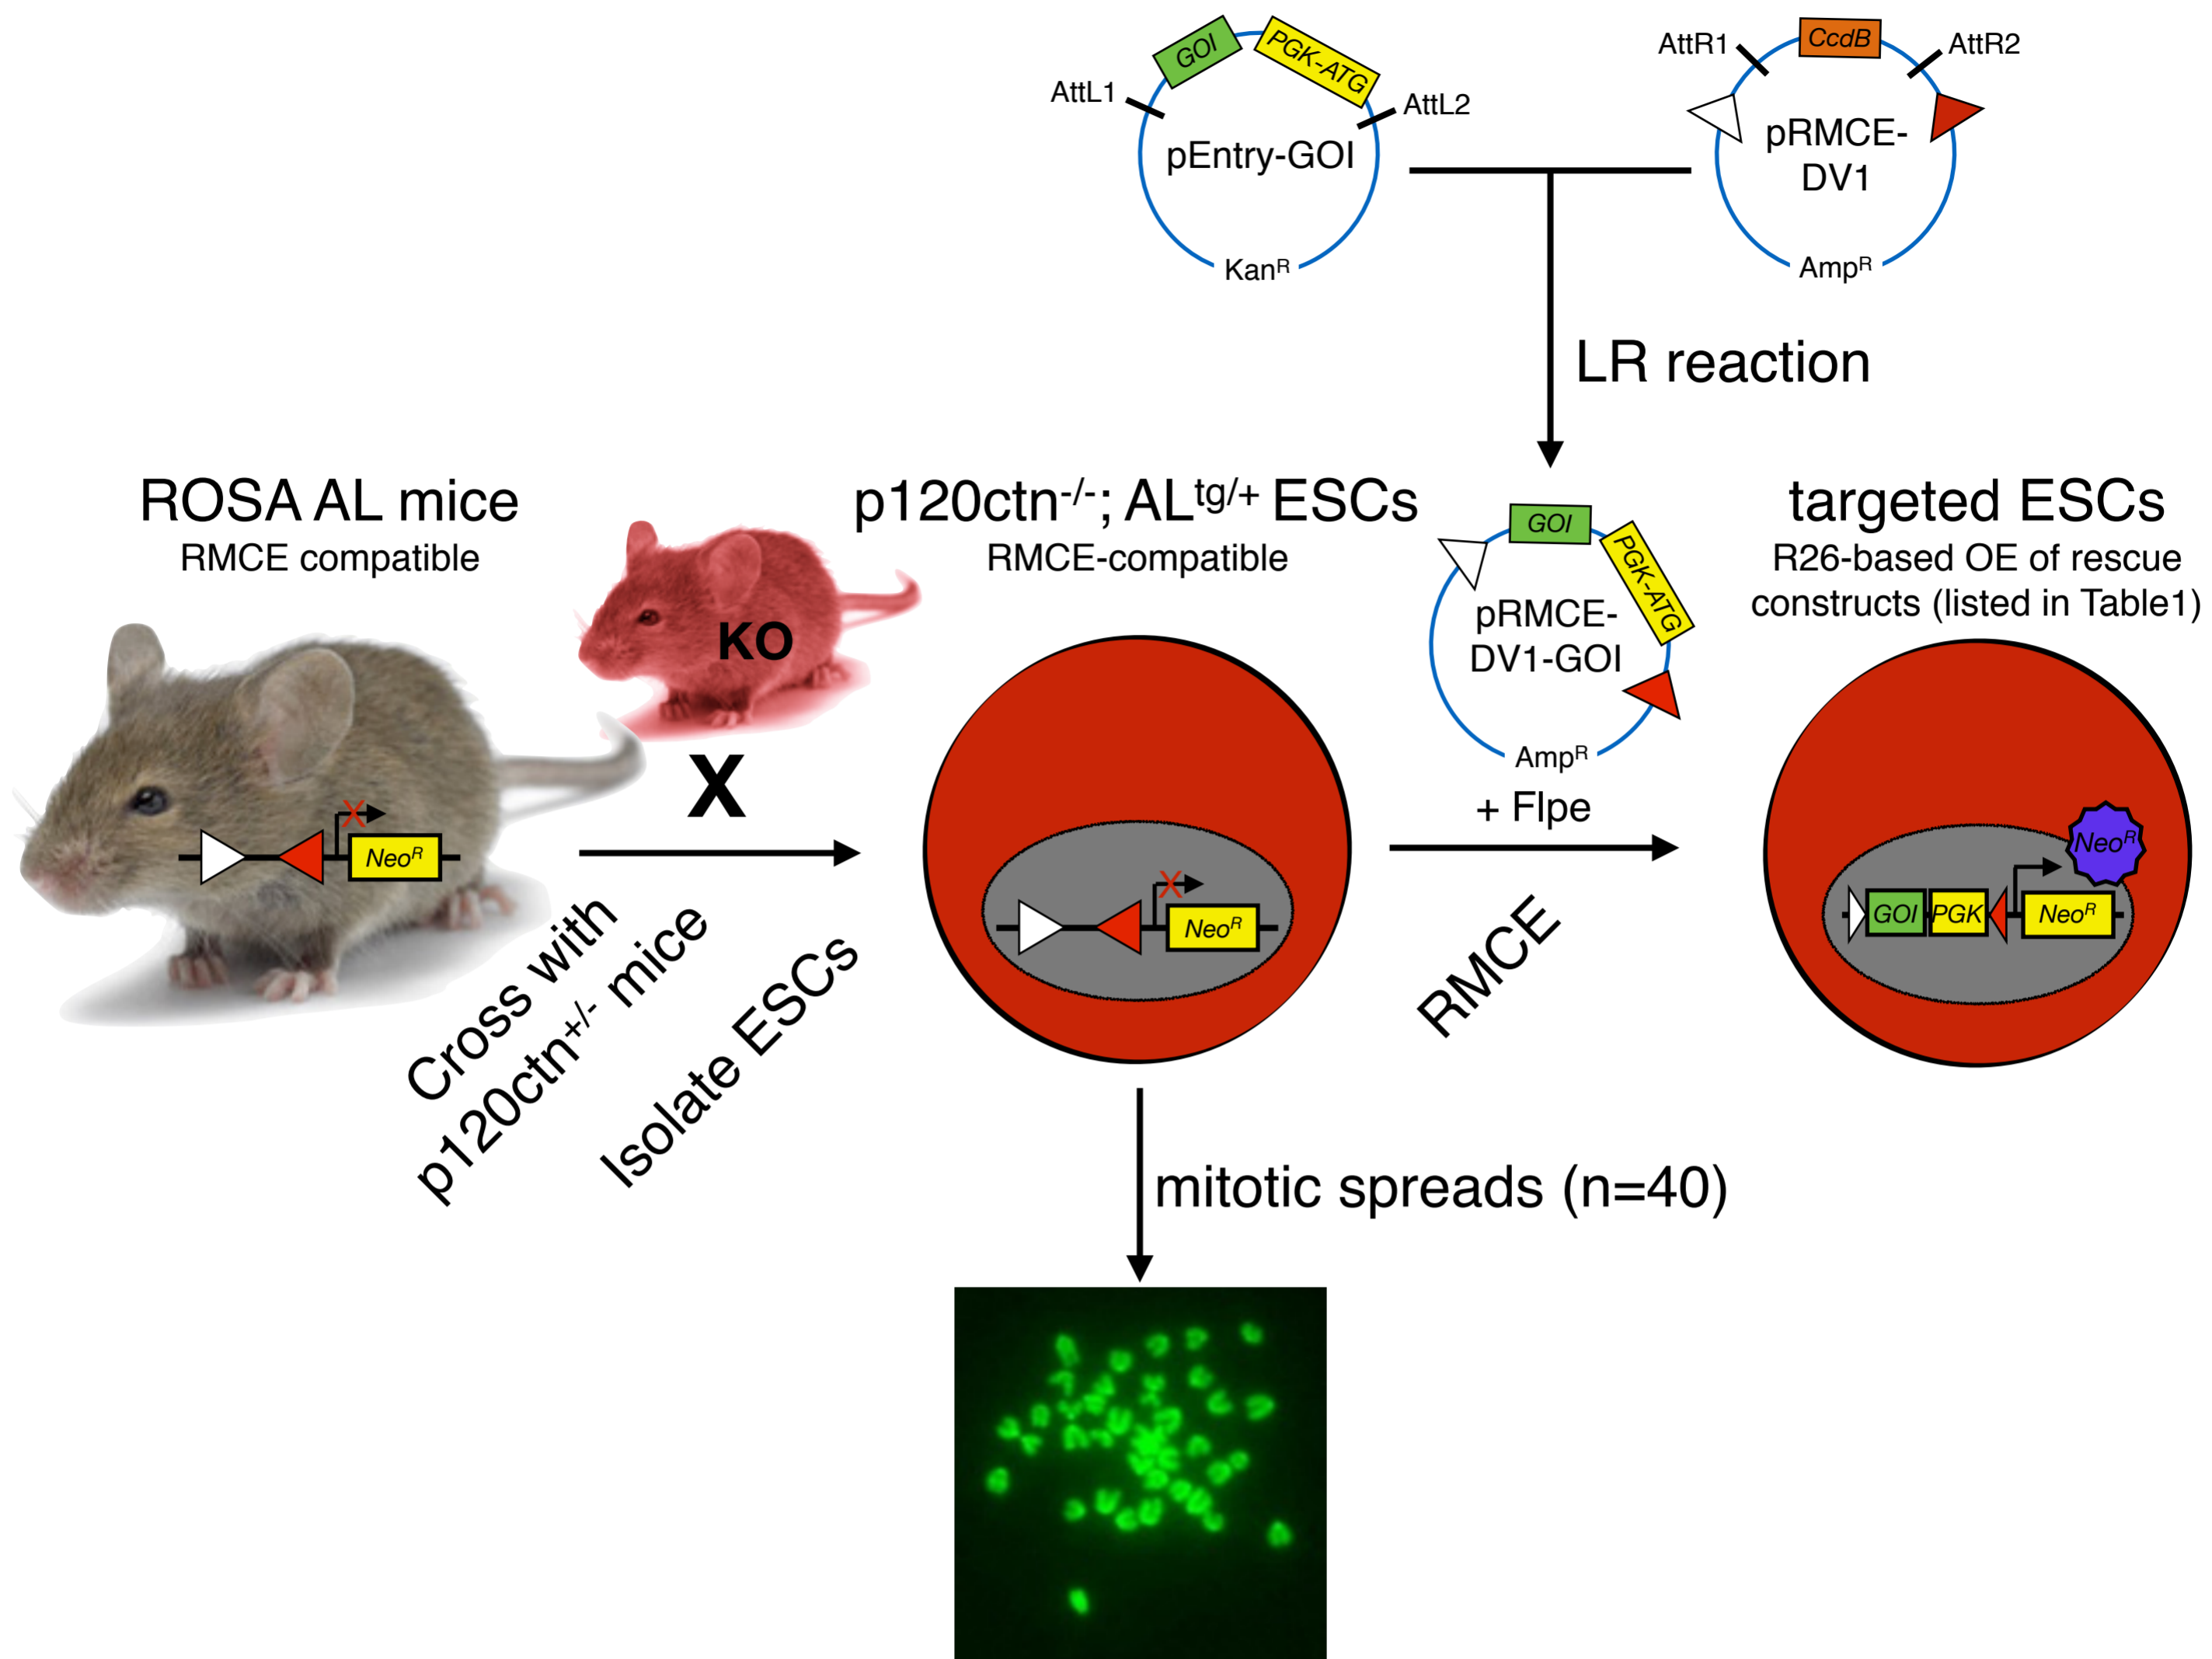 GOI
PGK-ATG
AttL1
AttL2
pEntry-GOI
KanR
CcdB
AttR1
AttR2
pRMCE-
DV1
AmpR
LR reaction
ROSA AL mice
RMCE compatible
KO
X
NeoR
Cross with
p120ctn+/- mice
Isolate ESCs
p120ctn-/-; ALtg/+ ESCs
RMCE-compatible
X
NeoR
GOI
PGK-ATG
pRMCE-
DV1-GOI
AmpR
+ Flpe
RMCE
targeted ESCs
R26-based OE of rescue
constructs (listed in Table1)
NeoR
GOI
PGK
NeoR
mitotic spreads (n=40)
X